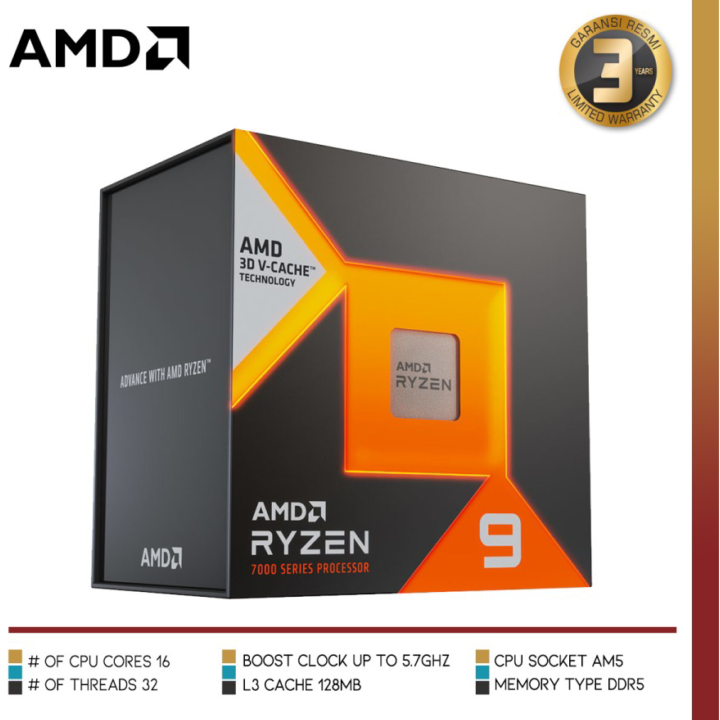 AMD
GARANSI RESMI
3
YEARS
LIMITED WARRANTY
AMD
3D V-CACHE™
TECHNOLOGY
ADVANCE WITH AMD RYZEN™
AMD
RYZEN
AMD
RYZEN
7000 SERIES PROCESSOR
9
AMD
# OF CPU CORES 16
# OF THREADS 32
BOOST CLOCK UP TO 5.7GHZ
L3 CACHE 128MB
CPU SOCKET AM5
MEMORY TYPE DDR5